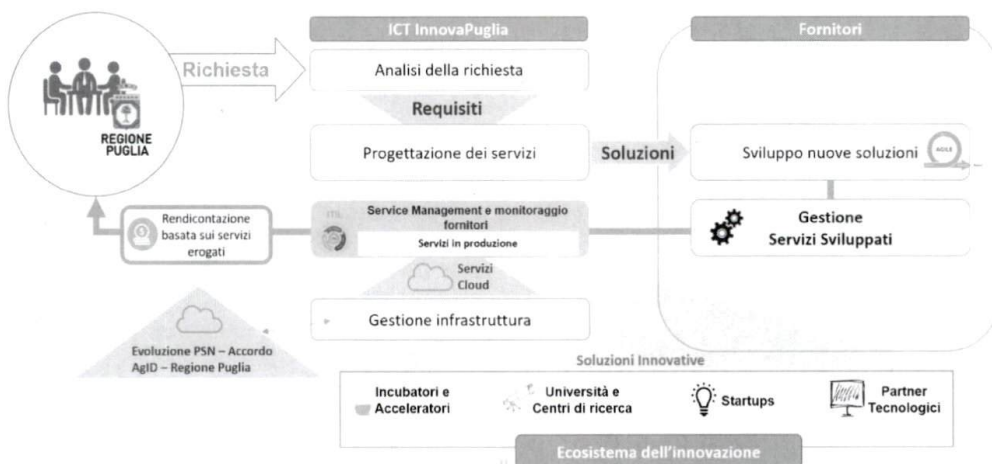 ICT InnovaPuglia
Fornitori
Richiesta
Analisi della richiesta
REGIONE
PUGLIA
Requisiti
Progettazione dei servizi
Soluzioni
Sviluppo nuove soluzioni
AGILE
Rendicontazione
basata sui servizi
erogati
ITIL
Service Management e monitoraggio
fornitori
Servizi in produzione
Gestione
Servizi Sviluppati
Servizi
Cloud
Gestione infrastruttura
Evoluzione PSN – Accordo
AgID – Regione Puglia
Soluzioni Innovative
Incubatori e
Acceleratori
Università e
Centri di ricerca
Startups
Partner
Tecnologici
Ecosistema dell'innovazione